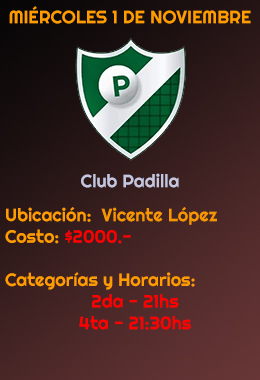 MIÉRCOLES 1 DE NOVIEMBRE
P
Club Padilla
Ubicación: Vicente López
Costo: $2000.-
Categorías y Horarios:
2da - 21hs
4ta - 21:30hs